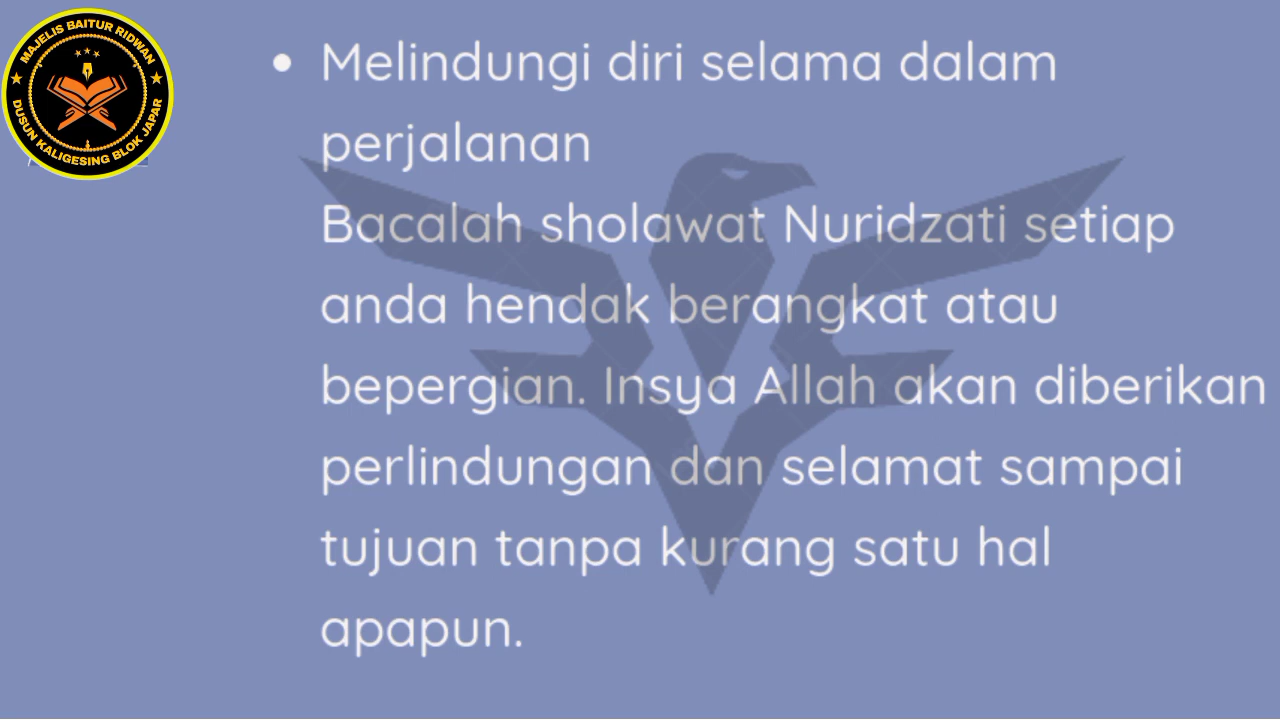 MAJELIS BAITUR RIDWAN
DUSUN KALIGESING BLOK JAPAR
Melindungi diri selama dalam
perjalanan
Bacalah sholawat Nuridzati setiap
anda hendak berangkat atau
bepergian. Insya Allah akan diberikan
perlindungan dan selamat sampai
tujuan tanpa kurang satu hal
apapun.